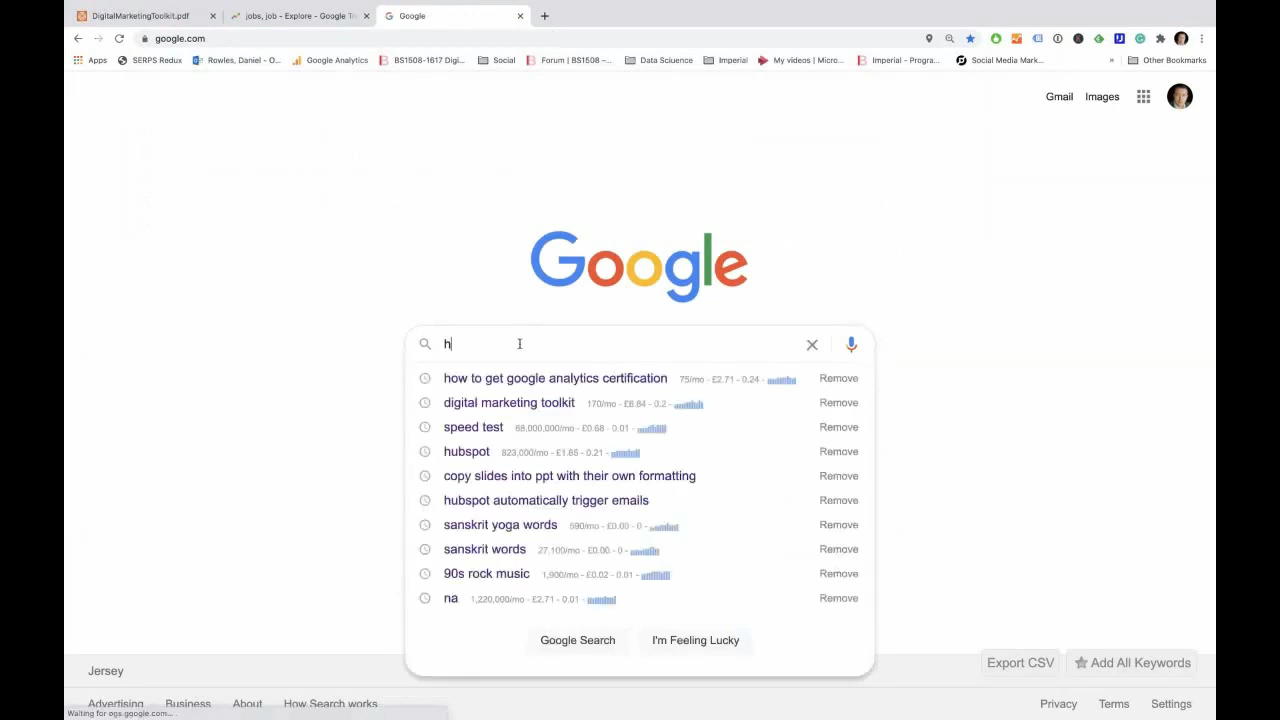 DigitalMarketingToolkit.pdf
jobs, job - Explore - Google Tr
Google
google.com
Apps
SERPS Redux
Rowles, Daniel - O...
Google Analytics
BS1508-1617 Digi...
Social
Forum | BS1508 –...
Data Sciuence
Imperial
My videos | Micro...
Imperial - Progra...
Social Media Mark...
»
Other Bookmarks
Gmail Images
Google
h
how to get google analytics certification 75/mo - £2.71 - 0.24 - Remove
digital marketing toolkit 170/mo - £6.84 - 0.2 - Remove
speed test 68,000,000/mo - £0.68 - 0.01 - Remove
hubspot 823,000/mo - £1.85 - 0.21 - Remove
copy slides into ppt with their own formatting Remove
hubspot automatically trigger emails Remove
sanskrit yoga words 590/mo - £0.00 - 0 - Remove
sanskrit words 27,100/mo - £0.00 - 0 - Remove
90s rock music 1,900/mo - £0.02 - 0.01 - Remove
na 1,220,000/mo - £2.71 - 0.01 - Remove
Google Search I'm Feeling Lucky
Export CSV Add All Keywords
Jersey
Advertising Business About How Search works Privacy Terms Settings
Waiting for ogs.google.com...